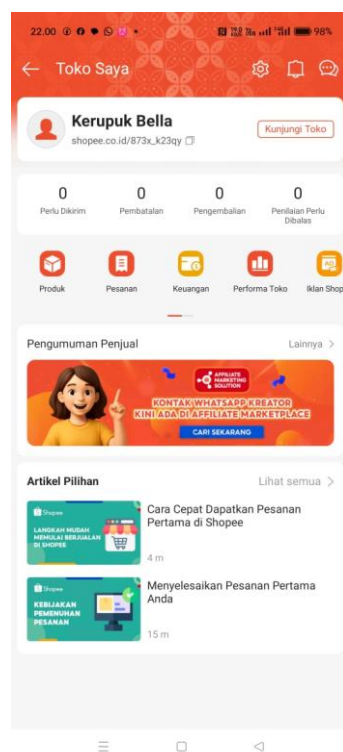 22.00
98%
Toko Saya
Kerupuk Bella
shopee.co.id/873x_k23qy
Kunjungi Toko
0
0
0
0
Perlu Dikirim
Pembatalan
Pengembalian
Penilaian Perlu
Dibalas
Produk
Pesanan
Keuangan
Performa Toko
Iklan Shop
Pengumuman Penjual
Lainnya >
AFFILIATE
MARKETING
SOLUTION
KONTAK WHATSAPP KREATOR
KINI ADA DI AFFILIATE MARKETPLACE
CARI SEKARANG
Artikel Pilihan
Lihat semua >
Shopee
LANGKAH MUDAH
MEMULAI BERJUALAN
DI SHOPEE
Cara Cepat Dapatkan Pesanan
Pertama di Shopee
4 m
Shopee
KEBIJAKAN
PEMENUHAN
PESANAN
Menyelesaikan Pesanan Pertama
Anda
15 m